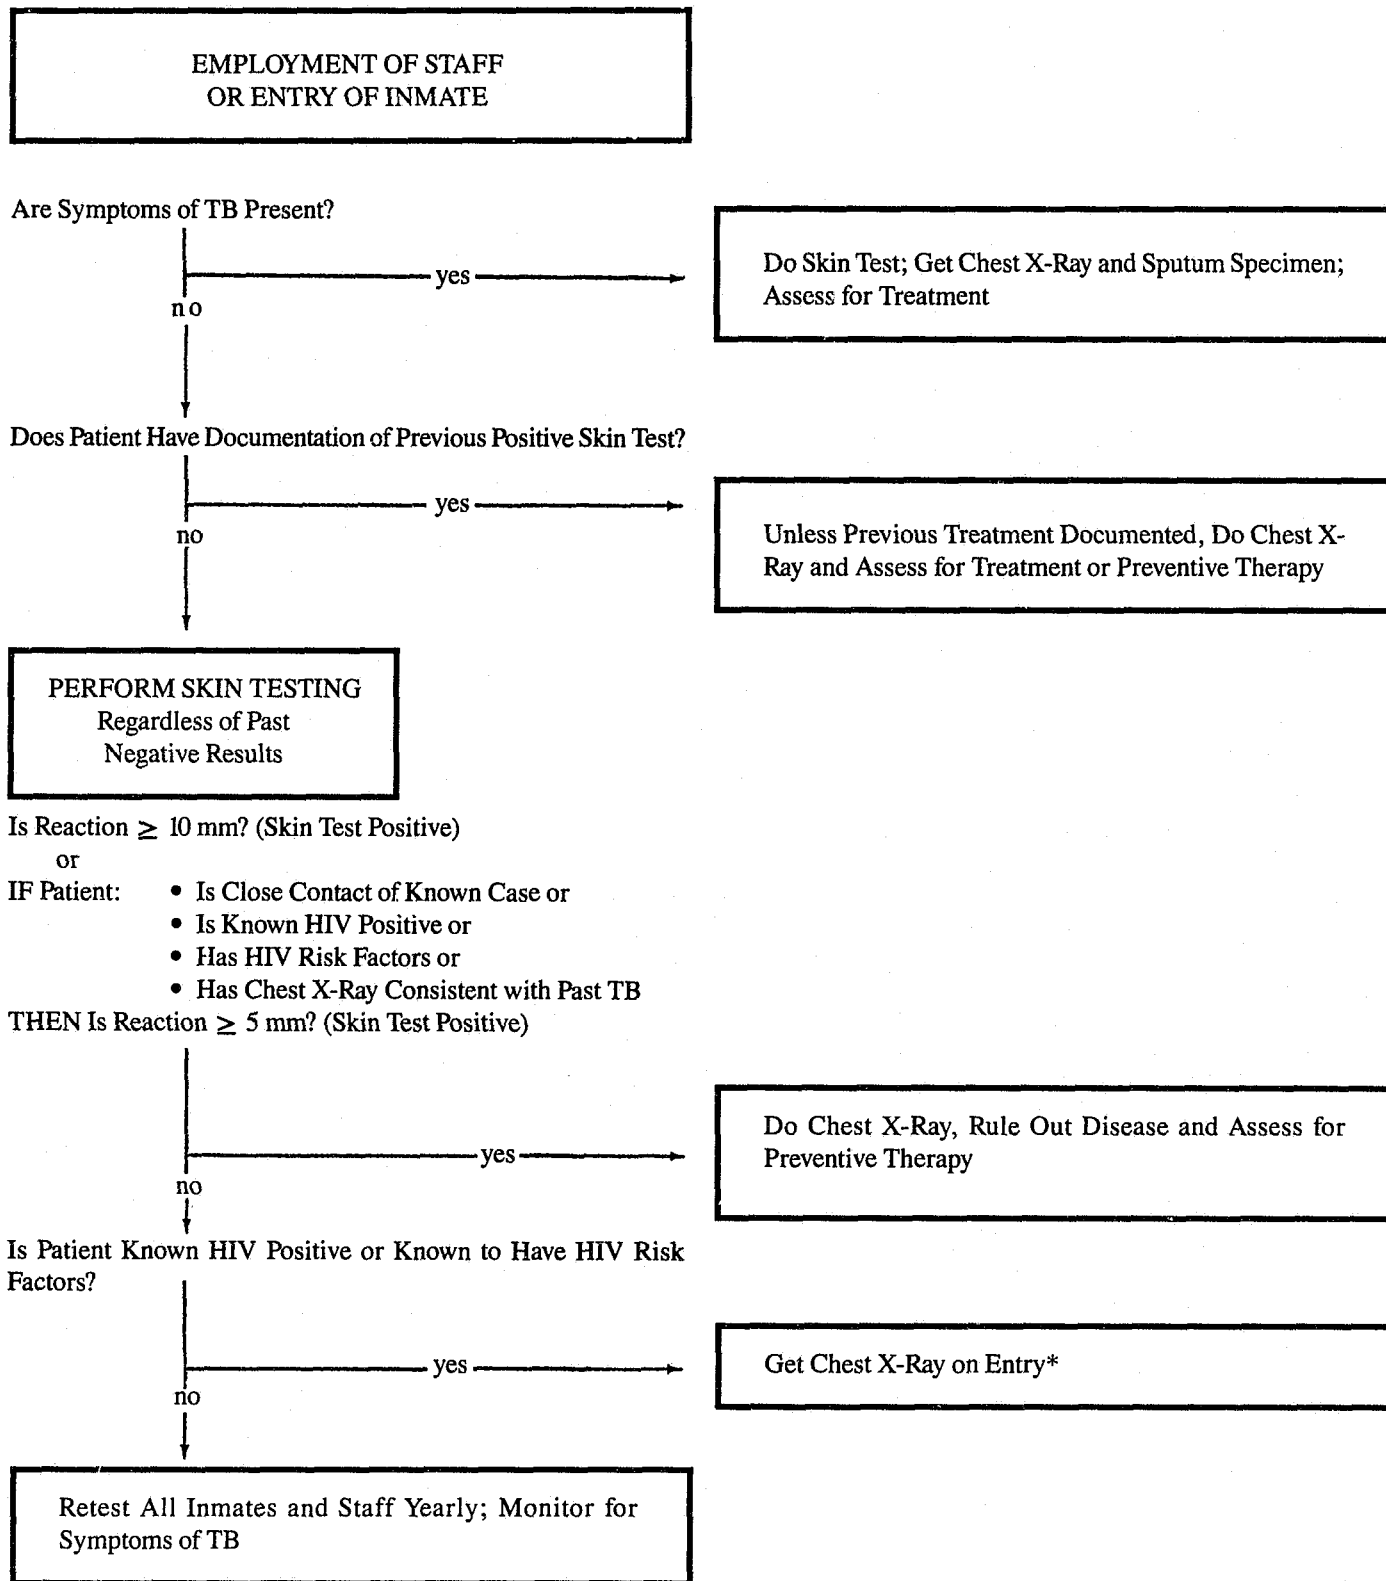 EMPLOYMENT OF STAFF
OR ENTRY OF INMATE
Are Symptoms of TB Present?
yes
no
Do Skin Test; Get Chest X-Ray and Sputum Specimen;
Assess for Treatment
Does Patient Have Documentation of Previous Positive Skin Test?
yes
no
Unless Previous Treatment Documented, Do Chest X-
Ray and Assess for Treatment or Preventive Therapy
PERFORM SKIN TESTING
Regardless of Past
Negative Results
Is Reaction ≥ 10 mm? (Skin Test Positive)
or
IF Patient: • Is Close Contact of Known Case or
• Is Known HIV Positive or
• Has HIV Risk Factors or
• Has Chest X-Ray Consistent with Past TB
THEN Is Reaction ≥ 5 mm? (Skin Test Positive)
yes
no
Do Chest X-Ray, Rule Out Disease and Assess for
Preventive Therapy
Is Patient Known HIV Positive or Known to Have HIV Risk
Factors?
yes
no
Get Chest X-Ray on Entry*
Retest All Inmates and Staff Yearly; Monitor for
Symptoms of TB